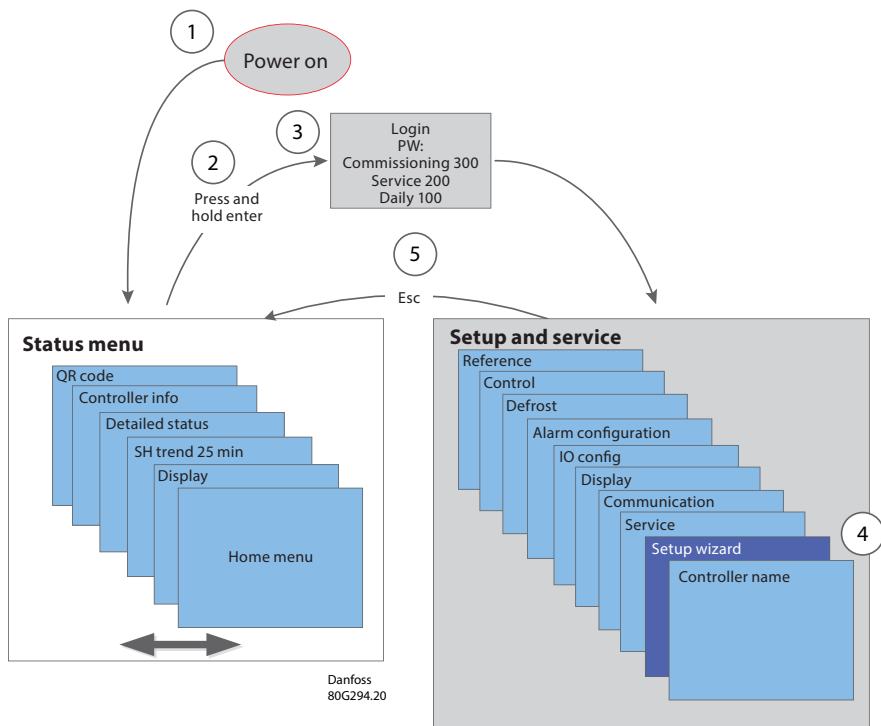 1
Power on
3
Login
PW:
Commissioning 300
Service 200
Daily 100
2
Press and
hold enter
5
Esc
Status menu
QR code
Controller info
Detailed status
SH trend 25 min
Display
Home menu
Setup and service
Reference
Control
Defrost
Alarm configuration
IO config
Display
Communication
Service
4
Setup wizard
Controller name
Danfoss
80G294.20